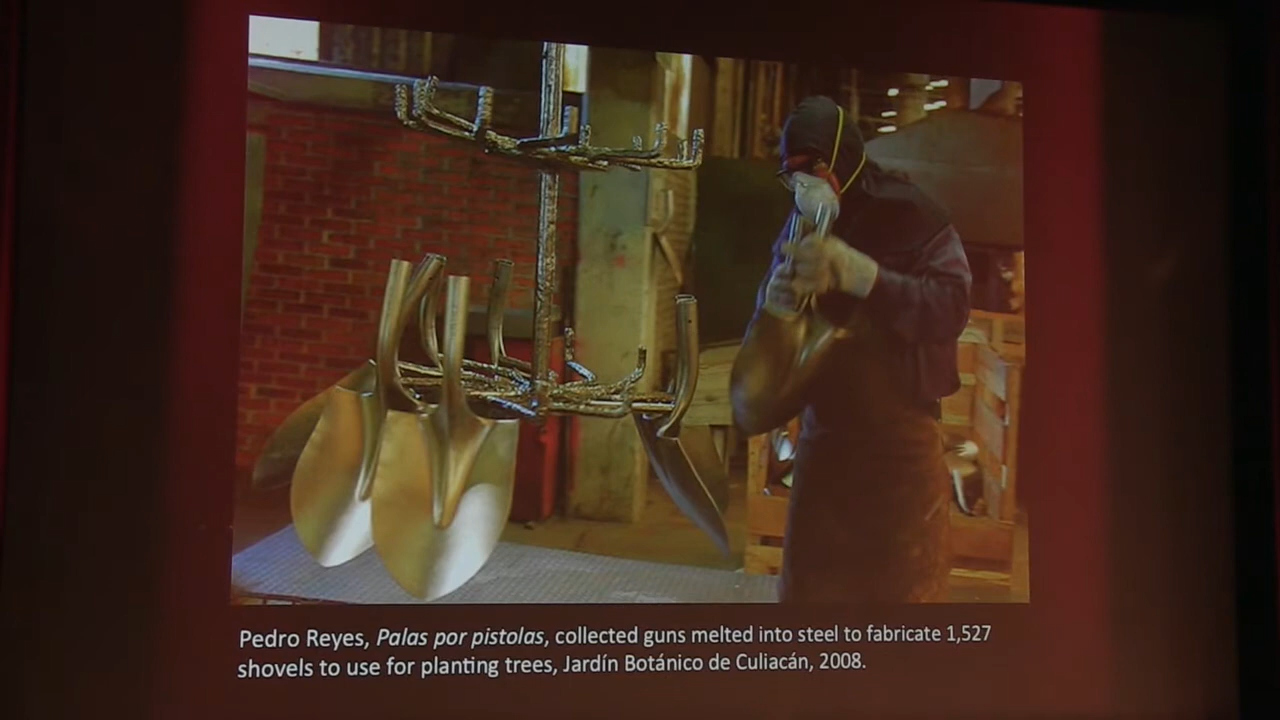 Pedro Reyes, Palas por pistolas, collected guns melted into steel to fabricate 1,527
shovels to use for planting trees, Jardín Botánico de Culiacán, 2008.